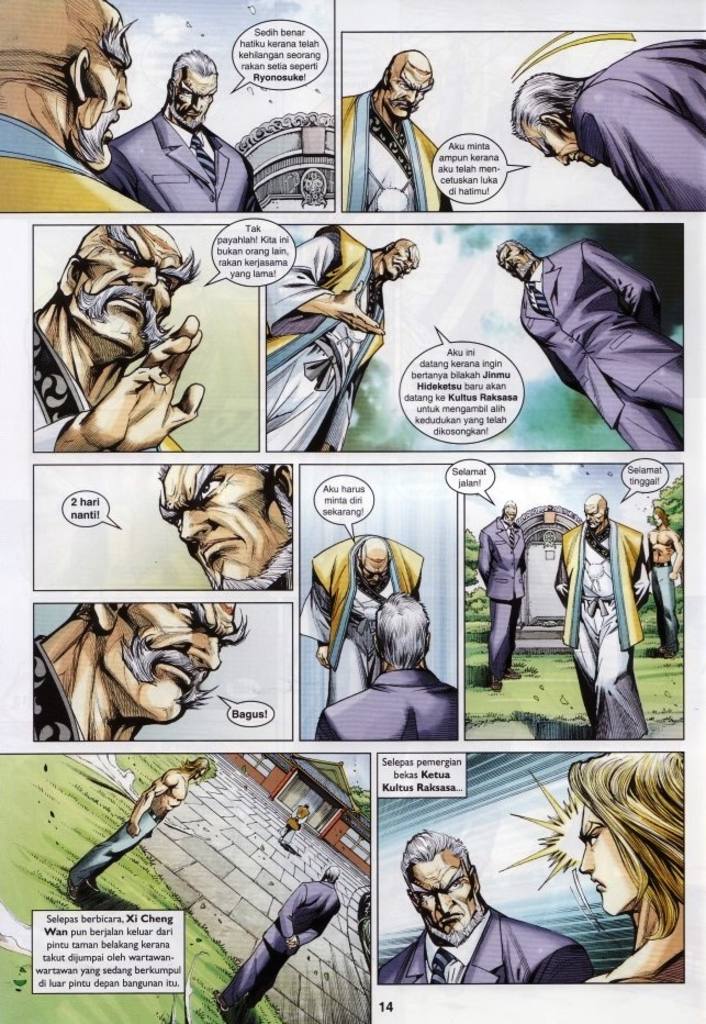 Sedih benar
hatiku kerana telah
kehilangan seorang
rakan setia seperti
Ryonosuke!
Aku minta
ampun kerana
aku telah men-
cetuskan luka
di hatimu!
Tak
payahlah! Kita ini
bukan orang lain,
rakan kerjasama
yang lama!
Aku ini
datang kerana ingin
bertanya bilakah Jinmu
Hideketsu baru akan
datang ke Kultus Raksasa
untuk mengambil alih
kedudukan yang telah
dikosongkan!
2 hari
nanti!
Bagus!
Aku harus
minta diri
sekarang!
Selamat
jalan!
Selamat
tinggal!
Selepas berbicara, Xi Cheng
Wan pun berjalan keluar dari
pintu taman belakang kerana
takut dijumpai oleh wartawan-
wartawan yang sedang berkumpul
di luar pintu depan bangunan itu.
Selepas pemergian
bekas Ketua
Kultus Raksasa...
14